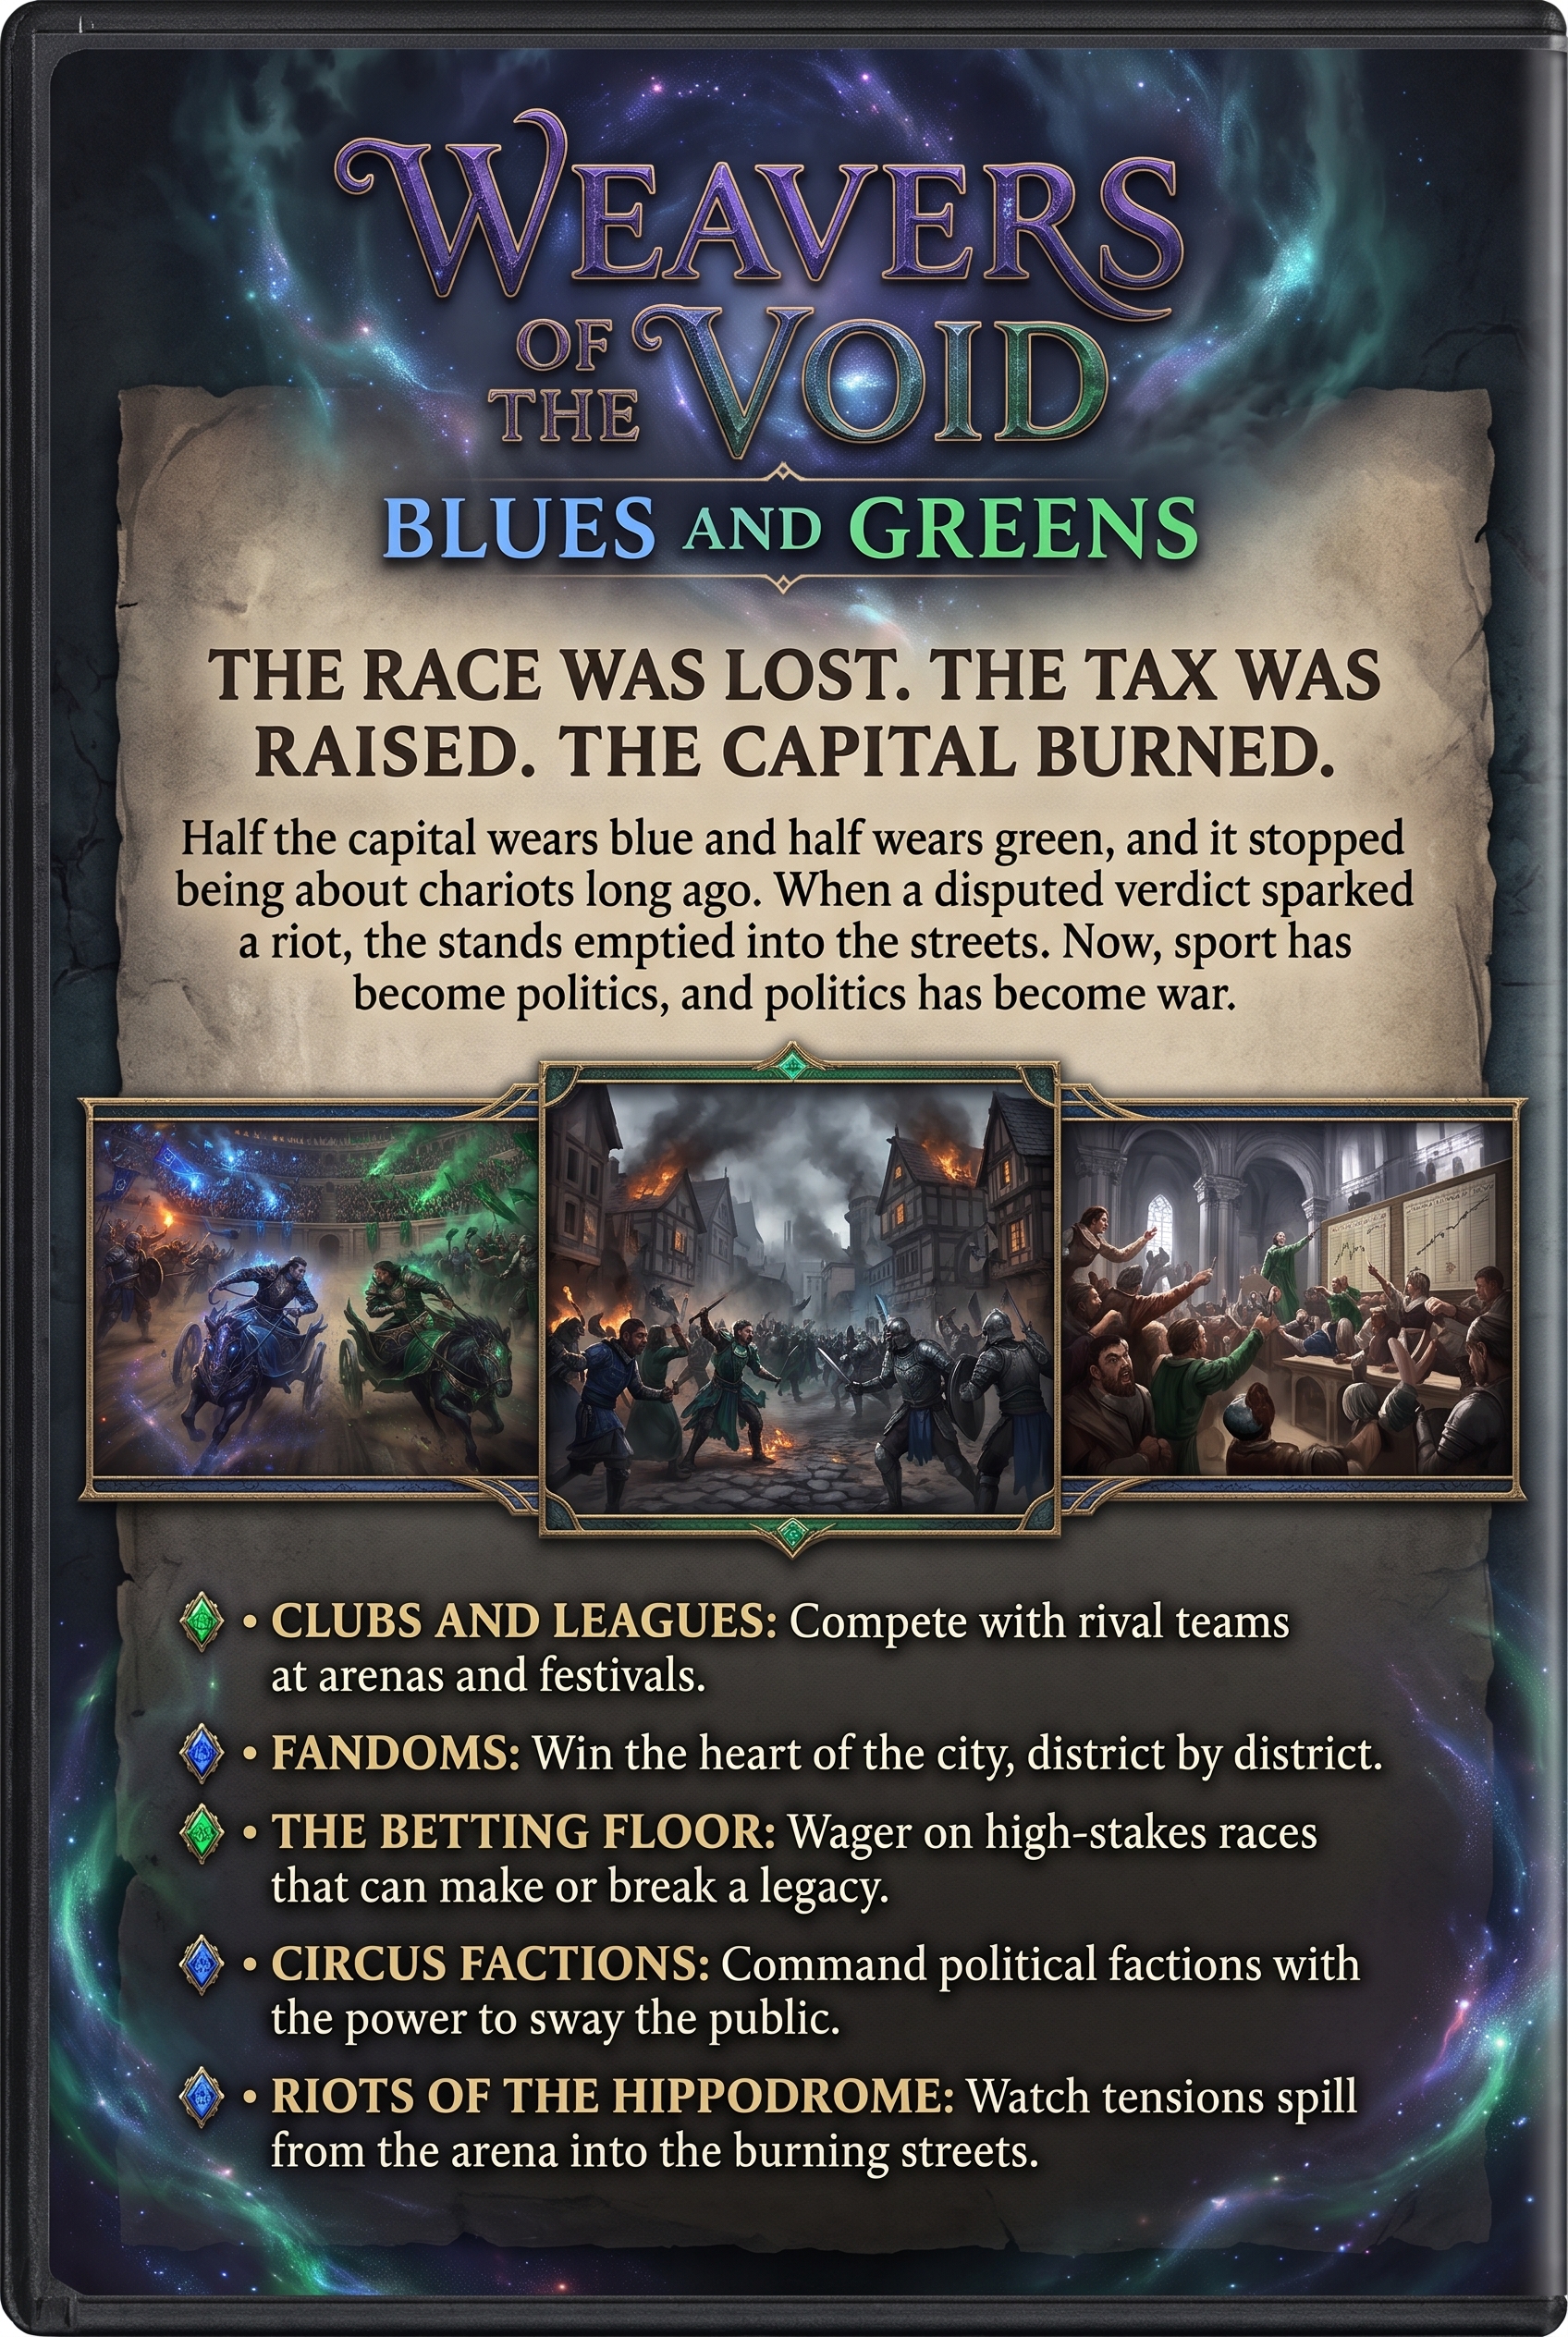 WEAVERS
OF THE VOID
BLUES AND GREENS
THE RACE WAS LOST. THE TAX WAS
RAISED. THE CAPITAL BURNED.
Half the capital wears blue and half wears green, and it stopped
being about chariots long ago. When a disputed verdict sparked
a riot, the stands emptied into the streets. Now, sport has
become politics, and politics has become war.
• CLUBS AND LEAGUES: Compete with rival teams
at arenas and festivals.
• FANDOMS: Win the heart of the city, district by district.
• THE BETTING FLOOR: Wager on high-stakes races
that can make or break a legacy.
• CIRCUS FACTIONS: Command political factions with
the power to sway the public.
• RIOTS OF THE HIPPODROME: Watch tensions spill
from the arena into the burning streets.